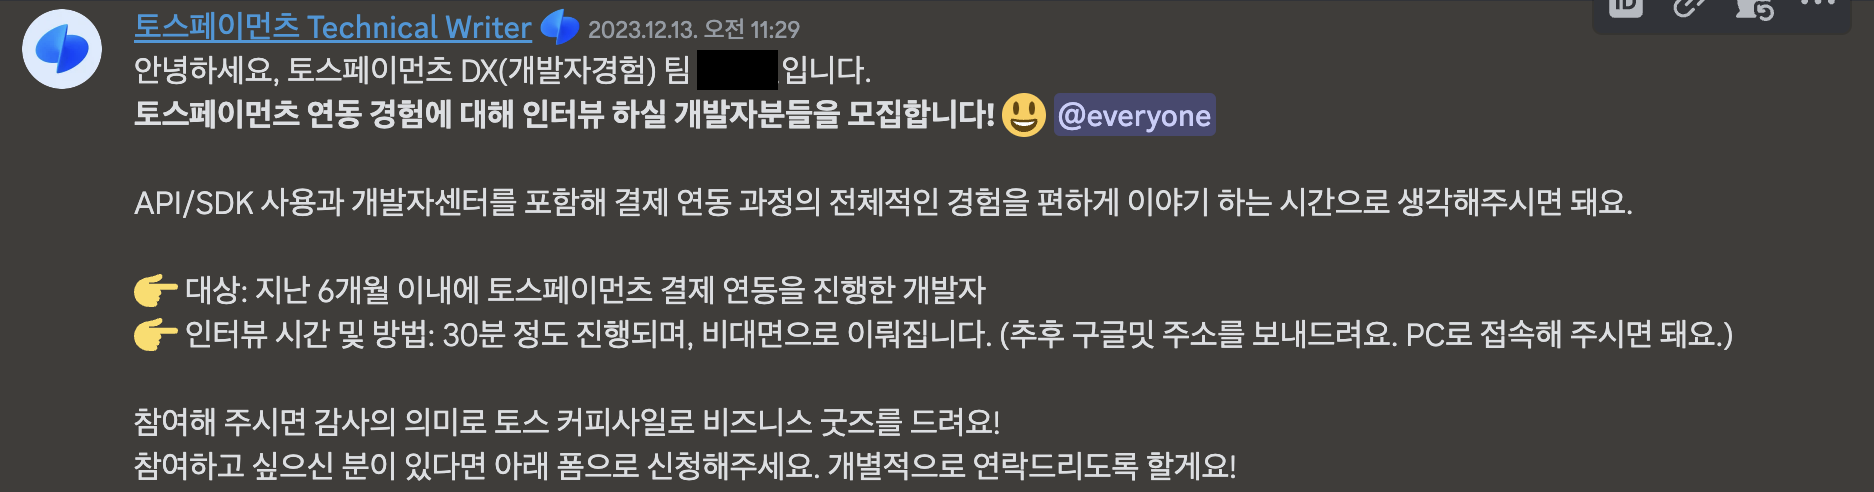 토스페이먼츠 Technical Writer 2023.12.13. 오전 11:29
안녕하세요, 토스페이먼츠 DX(개발자경험) 팀 입니다.
토스페이먼츠 연동 경험에 대해 인터뷰 하실 개발자분들을 모집합니다!😃 @everyone
API/SDK 사용과 개발자센터를 포함해 결제 연동 과정의 전체적인 경험을 편하게 이야기 하는 시간으로 생각해주시면 돼요.
👉 대상: 지난 6개월 이내에 토스페이먼츠 결제 연동을 진행한 개발자
👉 인터뷰 시간 및 방법: 30분 정도 진행되며, 비대면으로 이뤄집니다. (추후 구글밋 주소를 보내드려요. PC로 접속해 주시면 돼요.)
참여해 주시면 감사의 의미로 토스 커피사일로 비즈니스 굿즈를 드려요!
참여하고 싶으신 분이 있다면 아래 폼으로 신청해주세요. 개별적으로 연락드리도록 할게요!